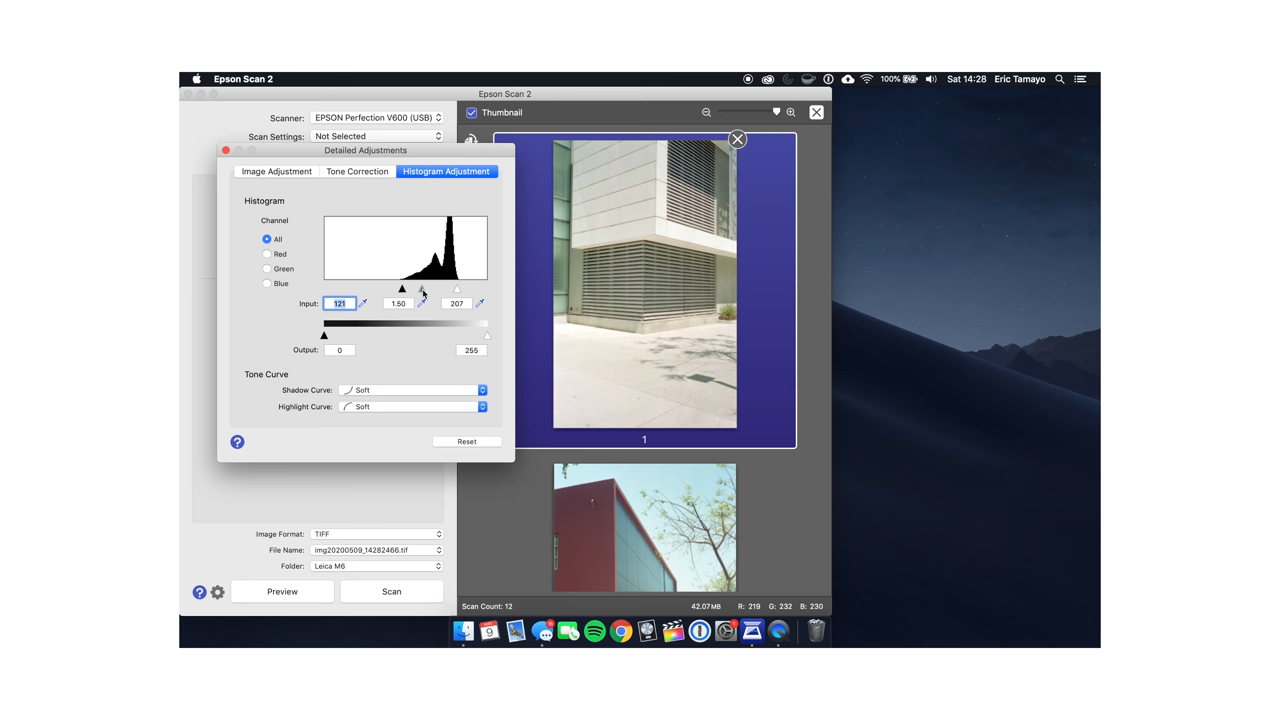 Epson Scan 2
100%
Sat 14:28
Eric Tamayo
Epson Scan 2
Scanner: EPSON Perfection V600 (USB)
Scan Settings: Not Selected
Thumbnail
Detailed Adjustments
Image Adjustment
Tone Correction
Histogram Adjustment
Histogram
Channel
All
Red
Green
Blue
Input: 121 1.50 207
Output: 0 255
Tone Curve
Shadow Curve: Soft
Highlight Curve: Soft
? Reset
1
Image Format: TIFF
File Name: img20200509_14282466.tif
Folder: Leica M6
? Preview Scan
Scan Count: 12 42.07MB R: 219 G: 232 B: 230
9